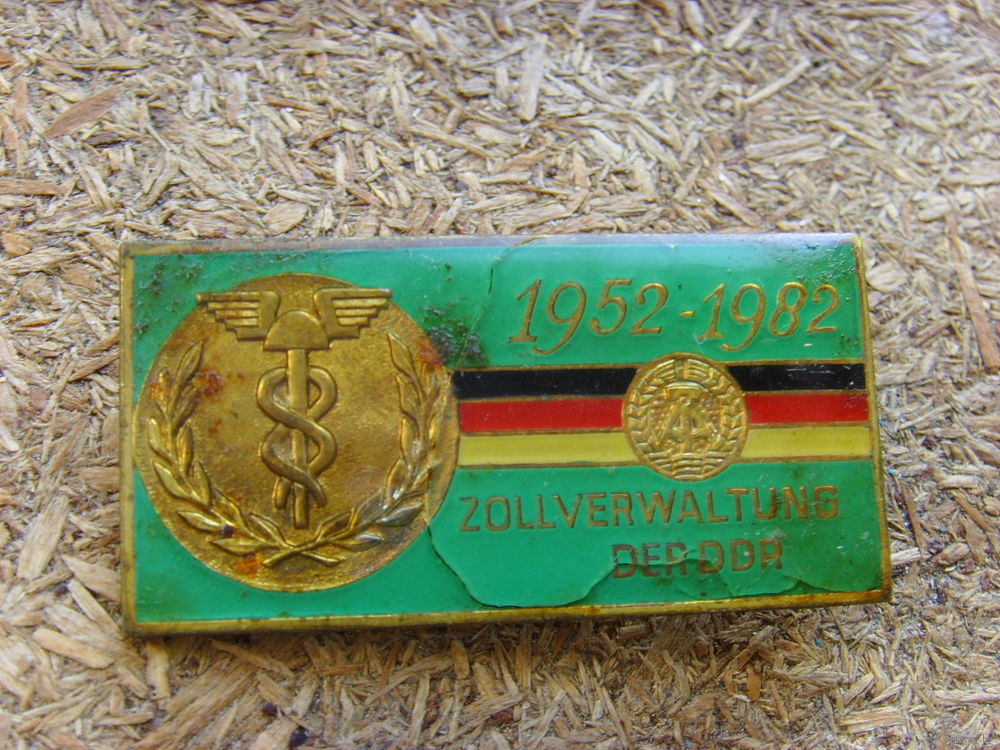 1952-1982
ZOLLVERWALTUNG
DER DDR